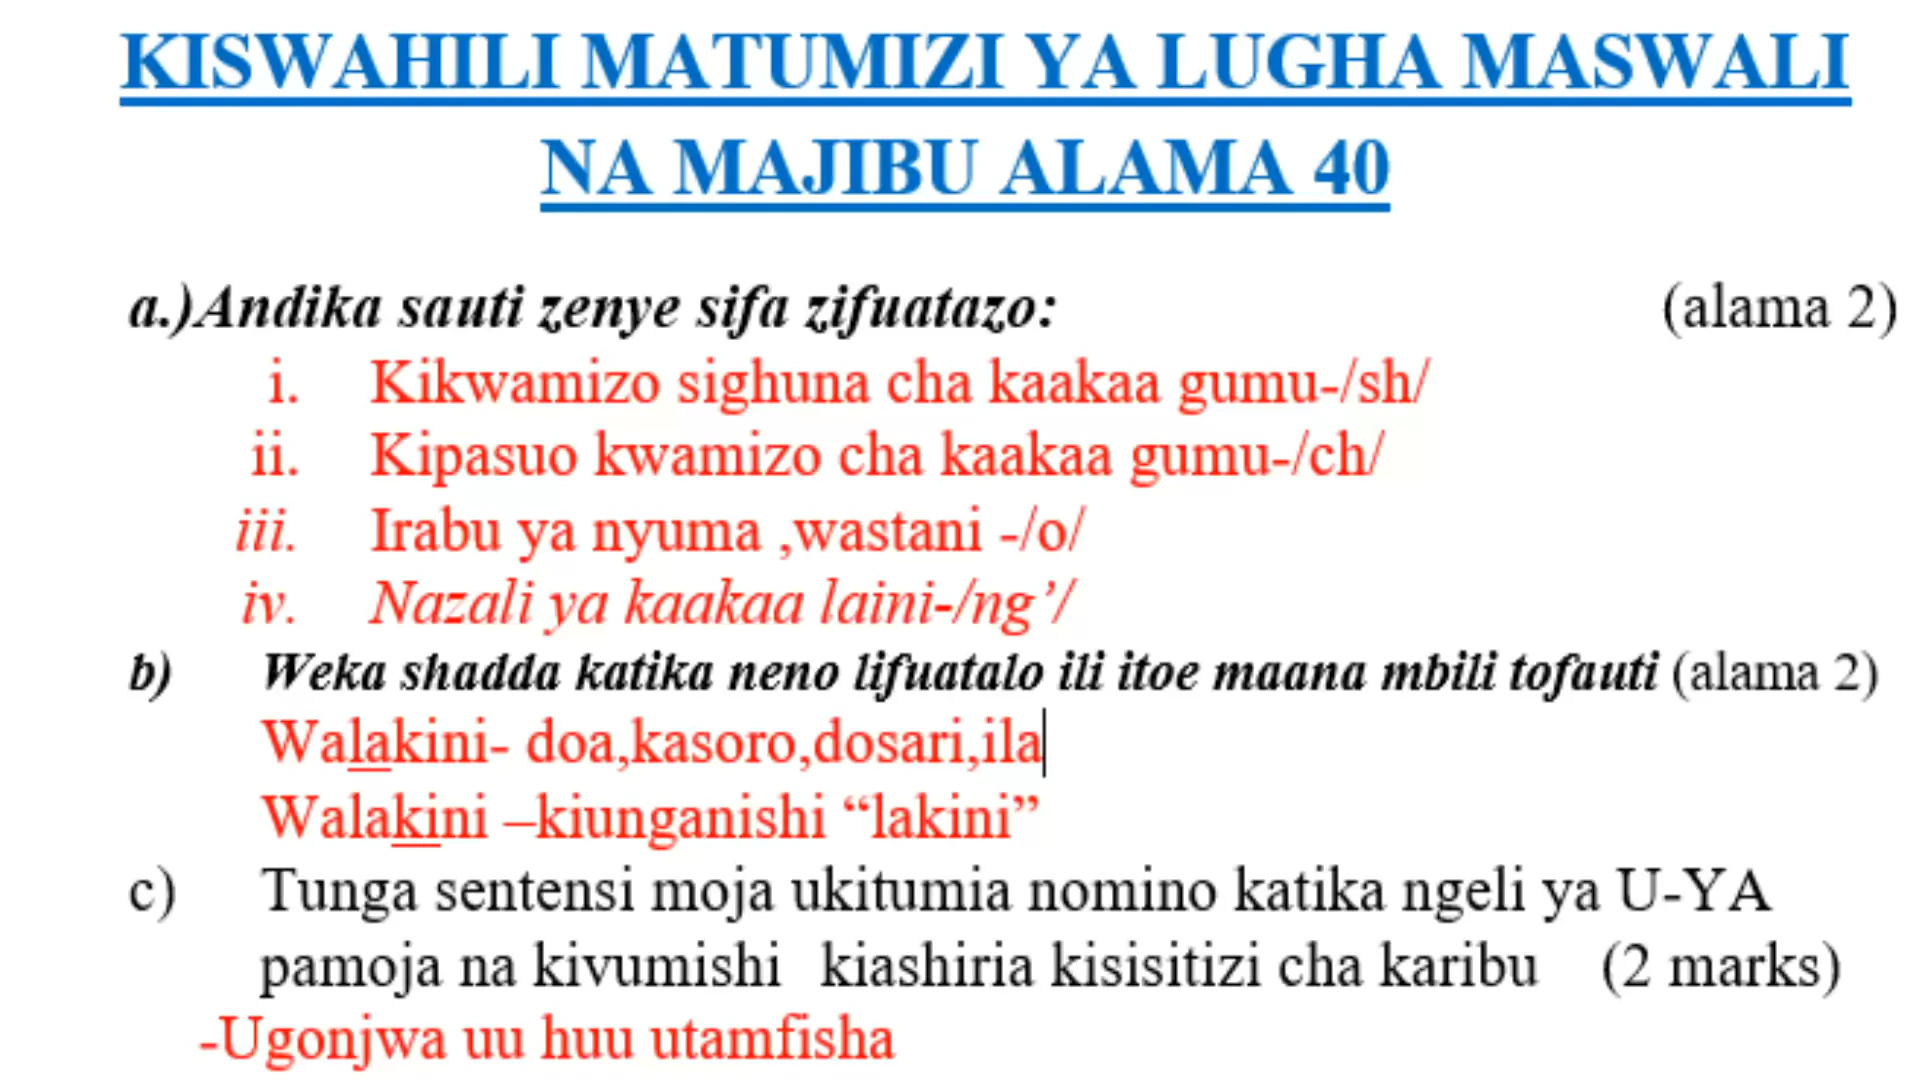 KISWAHILI MATUMIZI YA LUGHA MASWALI
NA MAJIBU ALAMA 40
a.)Andika sauti zenye sifa zifuatazo: (alama 2)
i. Kikwamizo sighuna cha kaakaa gumu-/sh/
ii. Kipasuo kwamizo cha kaakaa gumu-/ch/
iii. Irabu ya nyuma ,wastani -/o/
iv. Nazali ya kaakaa laini-/ng’/
b) Weka shadda katika neno lifuatalo ili itoe maana mbili tofauti (alama 2)
Walakini- doa,kasoro,dosari,ila
Walakini –kiunganishi “lakini”
c) Tunga sentensi moja ukitumia nomino katika ngeli ya U-YA
pamoja na kivumishi kiashiria kisisitizi cha karibu (2 marks)
-Ugonjwa uu huu utamfisha